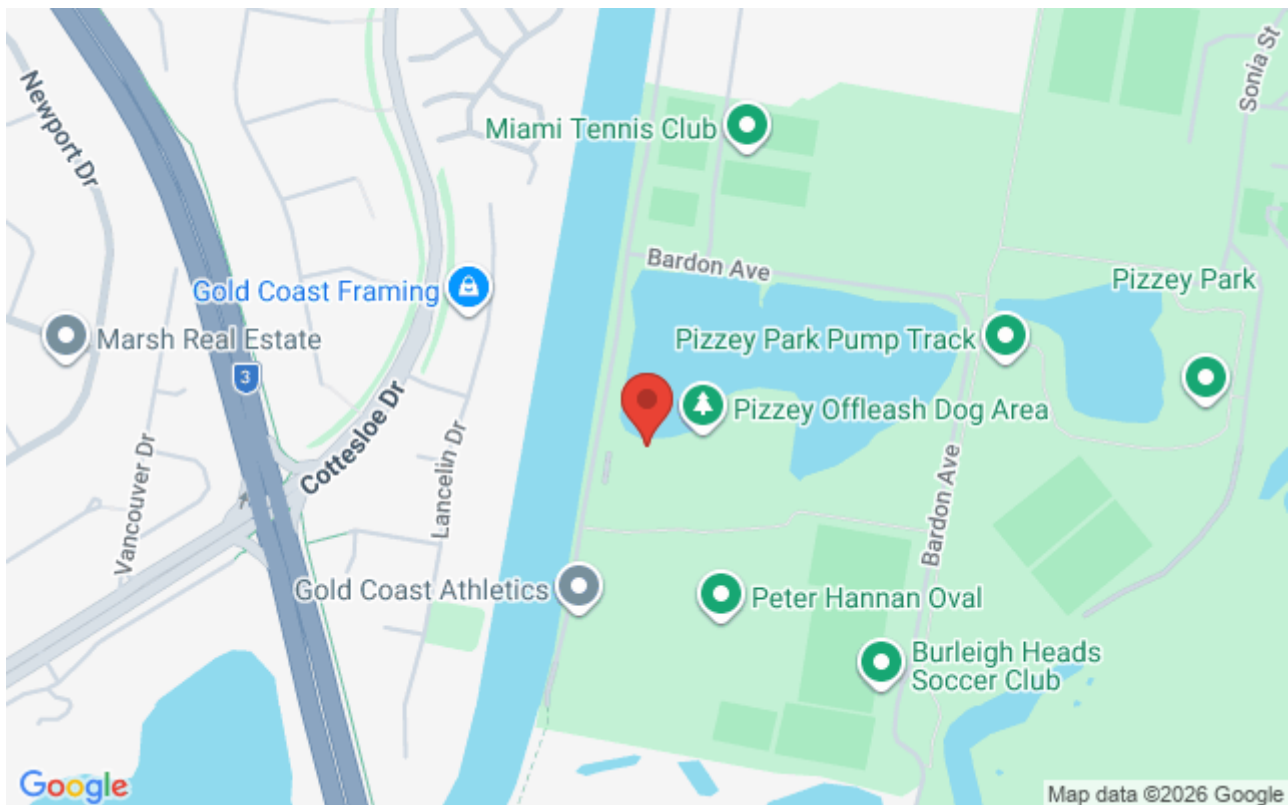 Newport Dr
Sonia St
Miami Tennis Club
Bardon Ave
Pizzey Park
Gold Coast Framing
Marsh Real Estate
Pizzey Park Pump Track
3
Cottesloe Dr
Pizzey Offleash Dog Area
Lancelin Dr
Vancouver Dr
Bardon Ave
Gold Coast Athletics
Peter Hannan Oval
Burleigh Heads
Soccer Club
Google
Map data ©2026 Google